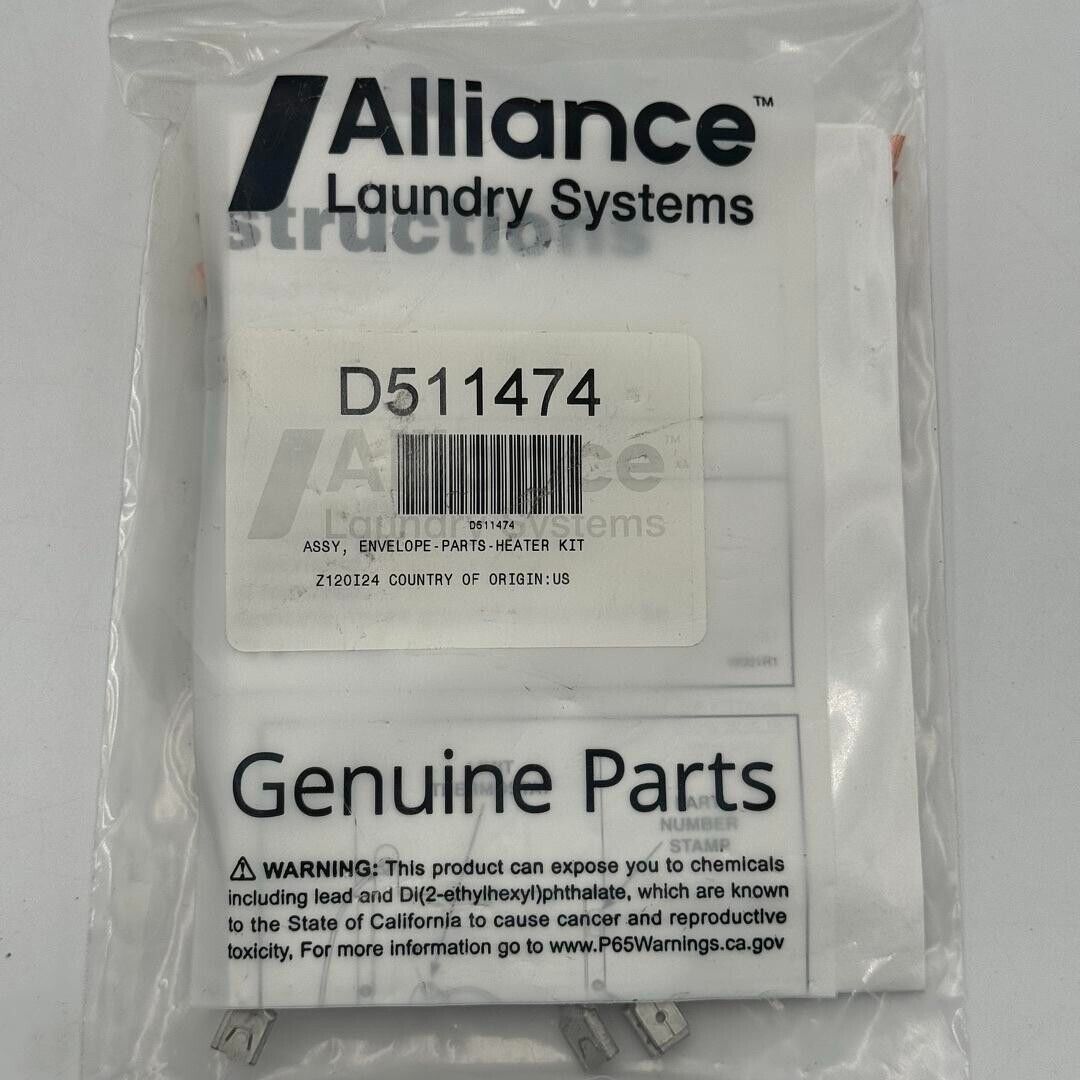 Alliance™
Laundry Systems
structions
D511474
Alliance™
Laundry Systems
D511474
ASSY, ENVELOPE-PARTS-HEATER KIT
Z120I24 COUNTRY OF ORIGIN:US
Genuine Parts
THERMOSTAT
PART
NUMBER
STAMP
⚠ WARNING: This product can expose you to chemicals
including lead and Di(2-ethylhexyl)phthalate, which are known
to the State of California to cause cancer and reproductive
toxicity, For more information go to www.P65Warnings.ca.gov